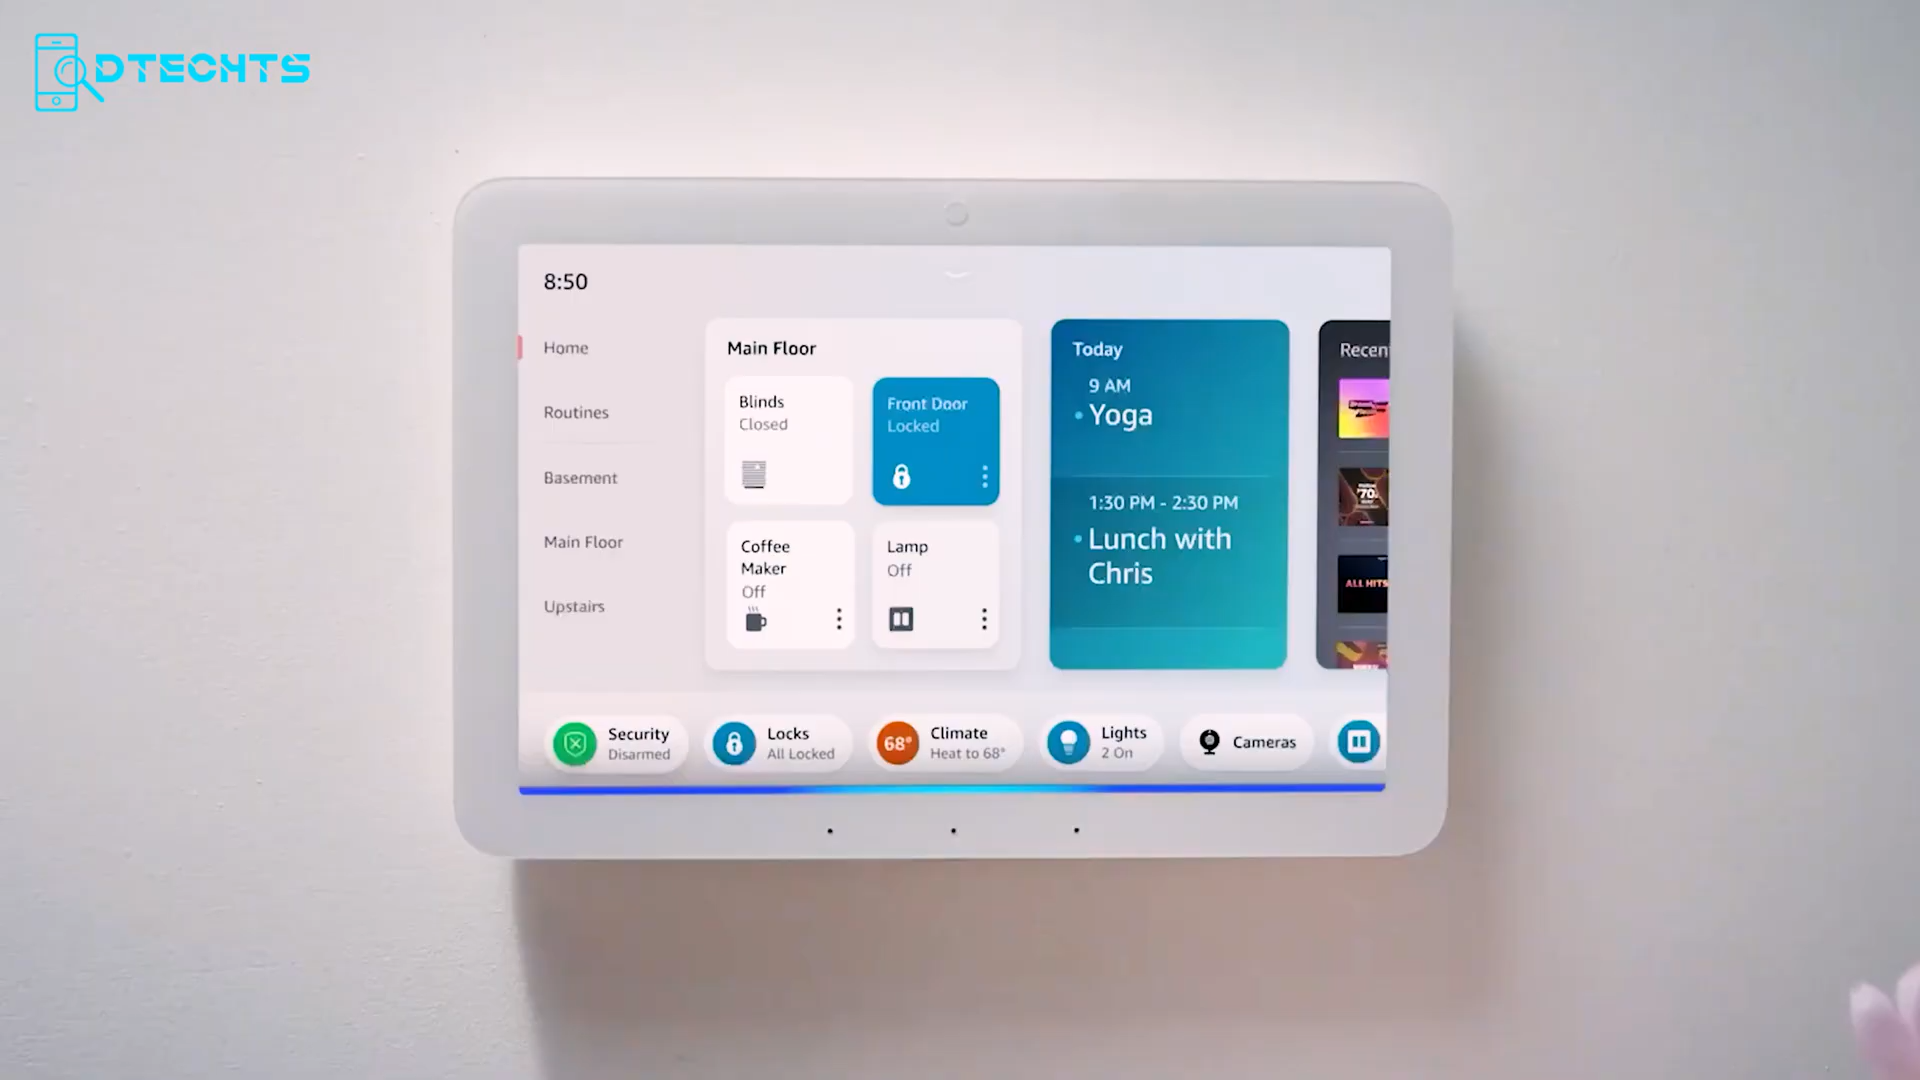 DTECHTS
8:50
Home
Routines
Basement
Main Floor
Upstairs
Main Floor
Blinds
Closed
Front Door
Locked
Coffee
Maker
Off
Lamp
Off
Today
9 AM
Yoga
1:30 PM - 2:30 PM
Lunch with
Chris
Recen
'70
ALL HITS
Security
Disarmed
Locks
All Locked
68°
Climate
Heat to 68°
Lights
2 On
Cameras